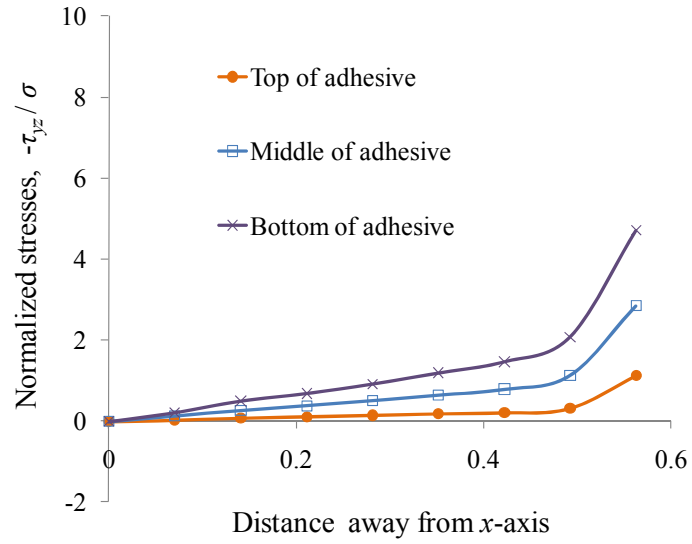 10
8
6
4
2
0
-2
Normalized stresses, -τyz / σ
Top of adhesive
Middle of adhesive
Bottom of adhesive
0 0.2 0.4 0.6
Distance away from x-axis